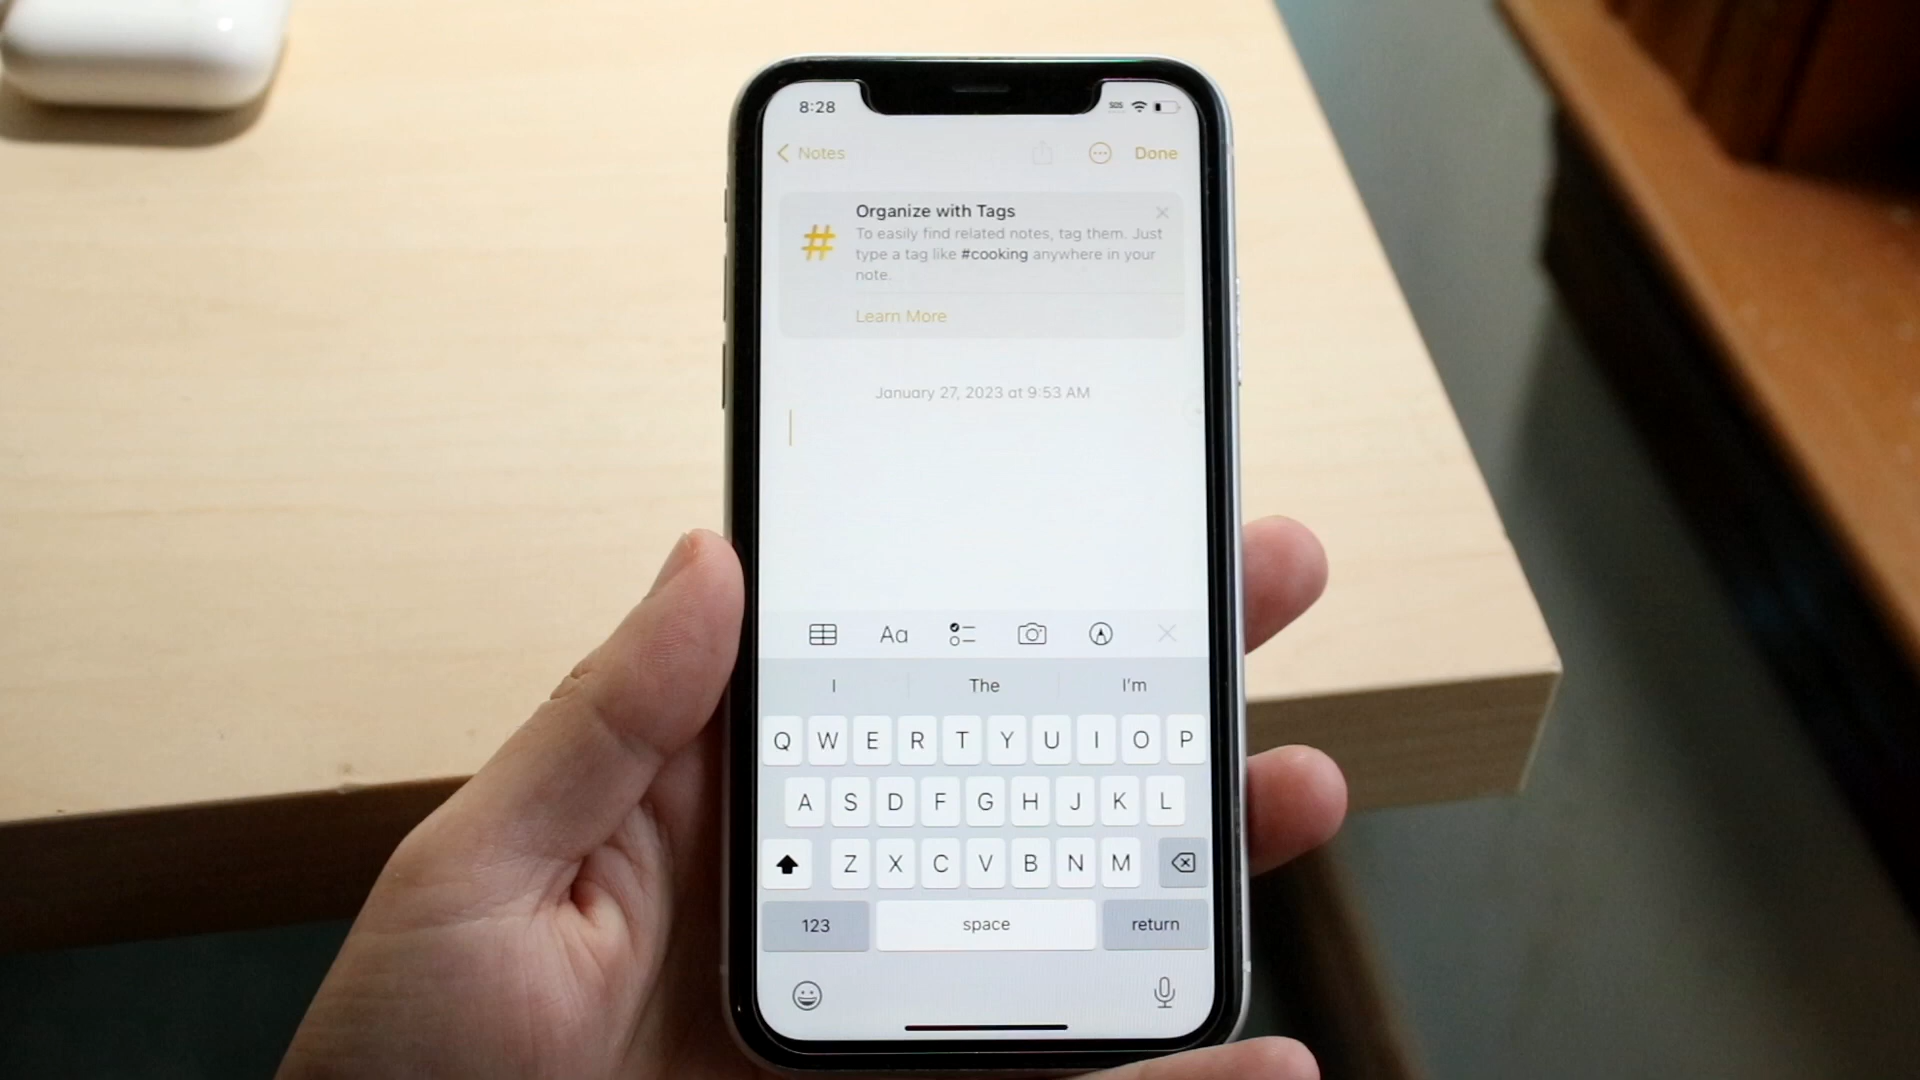 8:28
SOS
Notes
Done
Organize with Tags
To easily find related notes, tag them. Just
type a tag like #cooking anywhere in your
note.
Learn More
January 27, 2023 at 9:53 AM
Aa
I The I'm
Q W E R T Y U I O P
A S D F G H J K L
Z X C V B N M
123 space return